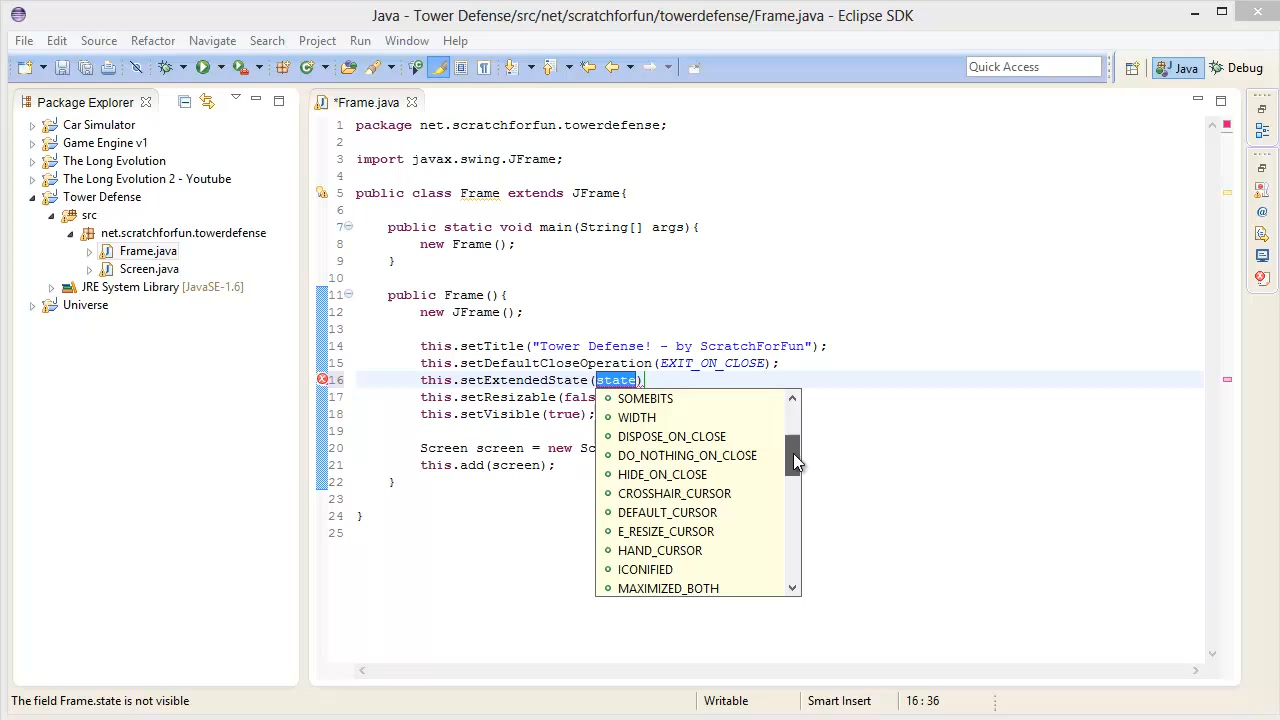 Java - Tower Defense/src/net/scratchforfun/towerdefense/Frame.java - Eclipse SDK
File Edit Source Refactor Navigate Search Project Run Window Help
Quick Access
Java
Debug
Package Explorer
*Frame.java
Car Simulator
Game Engine v1
The Long Evolution
The Long Evolution 2 - Youtube
Tower Defense
src
net.scratchforfun.towerdefense
Frame.java
Screen.java
JRE System Library [JavaSE-1.6]
Universe
1 package net.scratchforfun.towerdefense;
2
3 import javax.swing.JFrame;
4
5 public class Frame extends JFrame{
6
7 public static void main(String[] args){
8 new Frame();
9 }
10
11 public Frame(){
12 new JFrame();
13
14 this.setTitle("Tower Defense! - by ScratchForFun");
15 this.setDefaultCloseOperation(EXIT_ON_CLOSE);
16 this.setExtendedState(state)
17 this.setResizable(fals
18 this.setVisible(true);
19
20 Screen screen = new Sc
21 this.add(screen);
22 }
23
24 }
25
SOMEBITS
WIDTH
DISPOSE_ON_CLOSE
DO_NOTHING_ON_CLOSE
HIDE_ON_CLOSE
CROSSHAIR_CURSOR
DEFAULT_CURSOR
E_RESIZE_CURSOR
HAND_CURSOR
ICONIFIED
MAXIMIZED_BOTH
The field Frame.state is not visible
Writable
Smart Insert
16 : 36